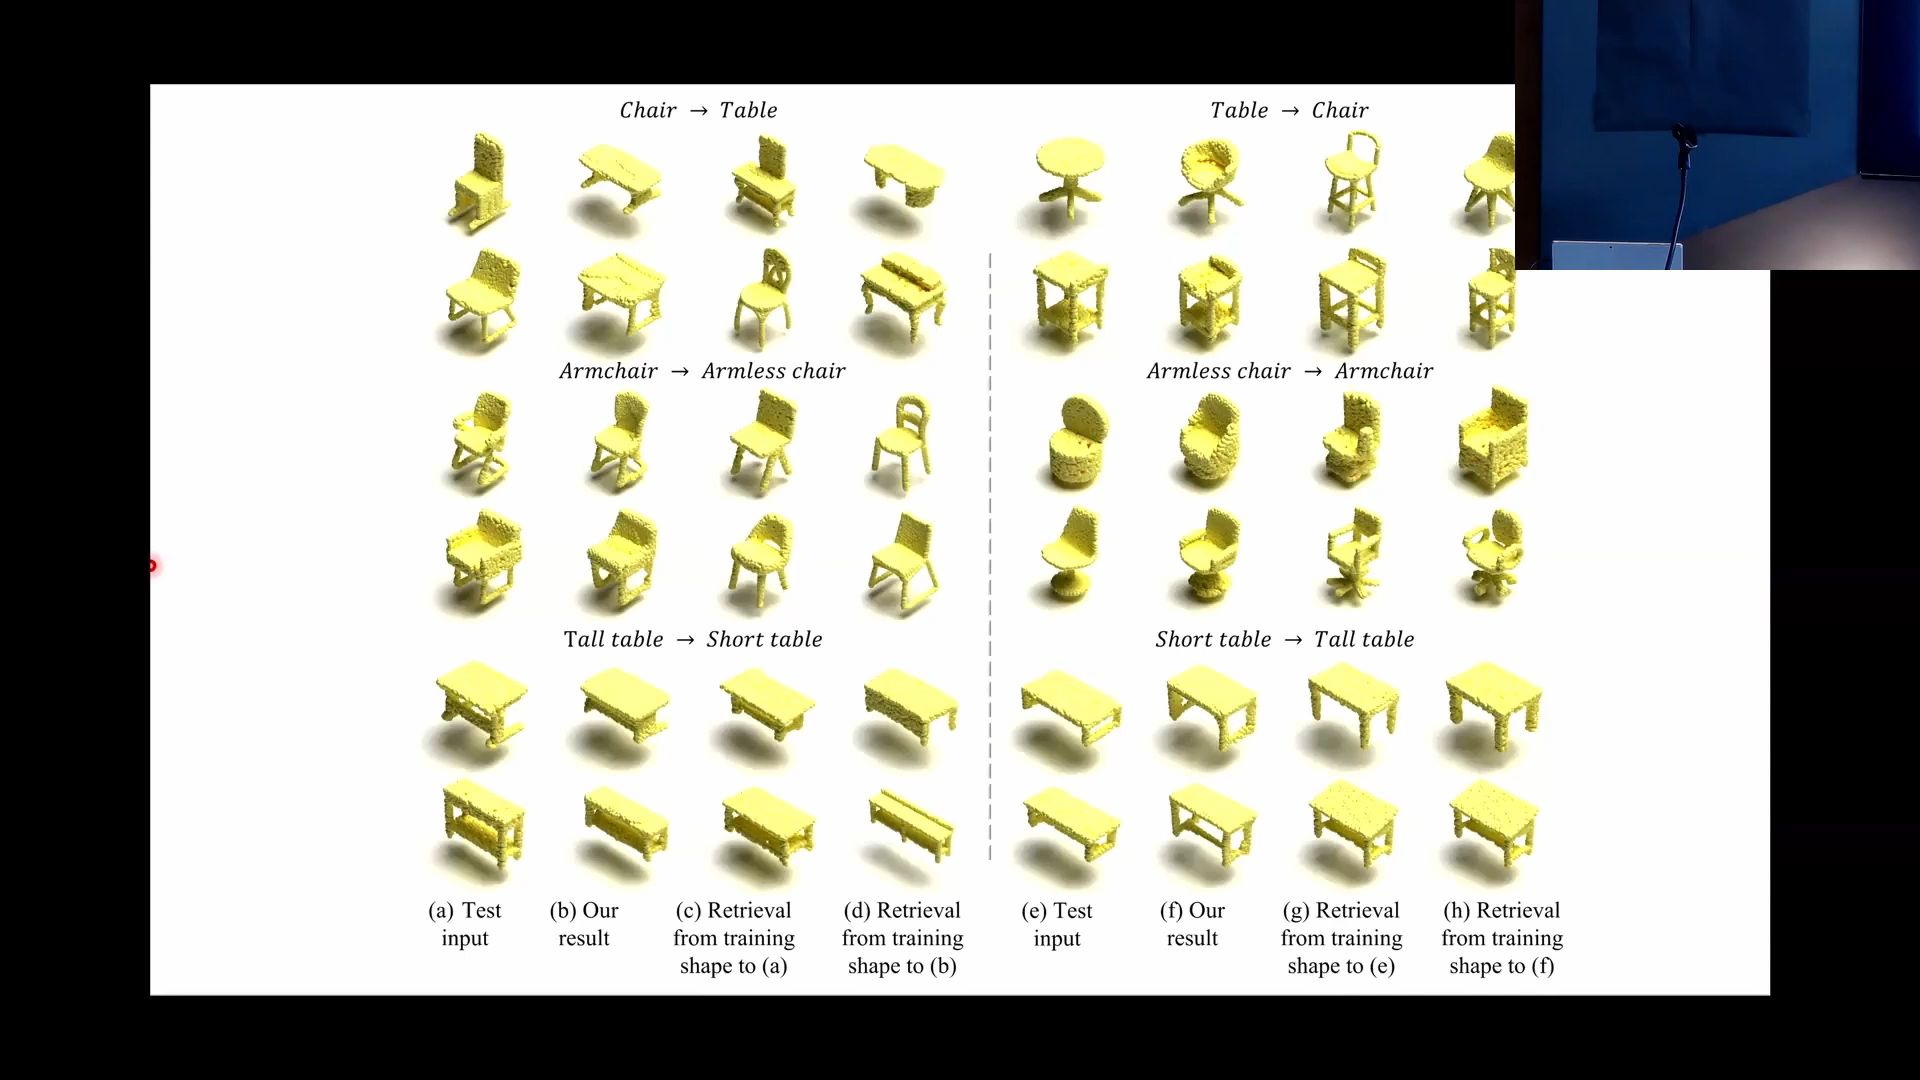 Chair → Table
Table → Chair
Armchair → Armless chair
Armless chair → Armchair
Tall table → Short table
Short table → Tall table
(a) Test
input
(b) Our
result
(c) Retrieval
from training
shape to (a)
(d) Retrieval
from training
shape to (b)
(e) Test
input
(f) Our
result
(g) Retrieval
from training
shape to (e)
(h) Retrieval
from training
shape to (f)